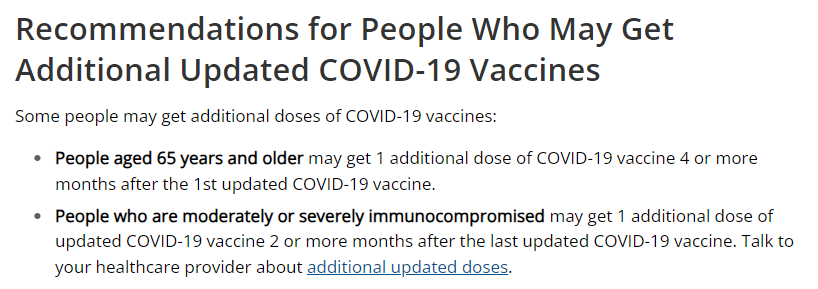 Recommendations for People Who May Get
Additional Updated COVID-19 Vaccines
Some people may get additional doses of COVID-19 vaccines:
• People aged 65 years and older may get 1 additional dose of COVID-19 vaccine 4 or more
months after the 1st updated COVID-19 vaccine.
• People who are moderately or severely immunocompromised may get 1 additional dose of
updated COVID-19 vaccine 2 or more months after the last updated COVID-19 vaccine. Talk to
your healthcare provider about additional updated doses.